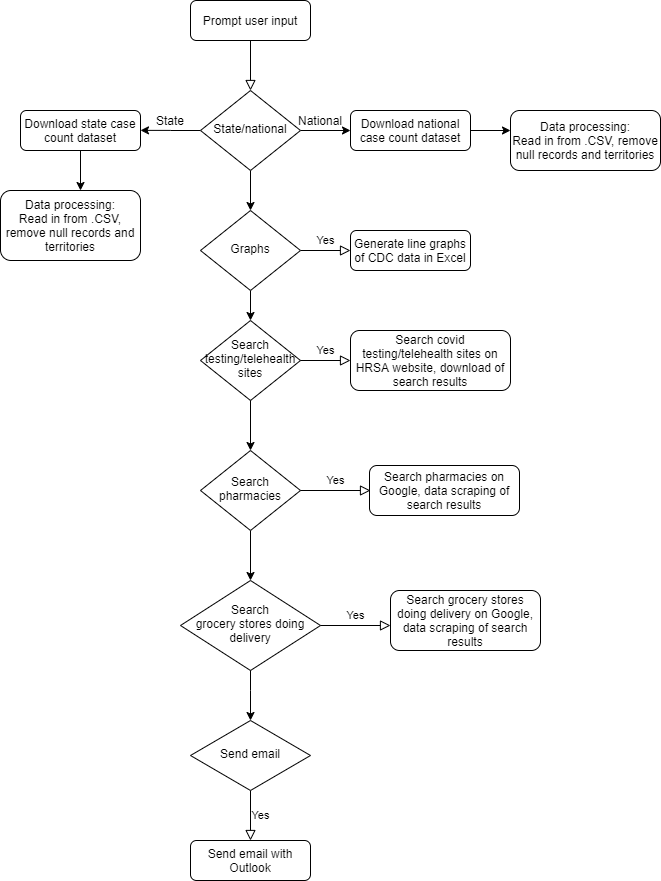 Prompt user input
State
State/national
National
Download state case
count dataset
Download national
case count dataset
Data processing:
Read in from .CSV, remove
null records and territories
Data processing:
Read in from .CSV,
remove null records and
territories
Graphs
Yes
Generate line graphs
of CDC data in Excel
Search
testing/telehealth
sites
Yes
Search covid
testing/telehealth sites on
HRSA website, download of
search results
Search
pharmacies
Yes
Search pharmacies on
Google, data scraping of
search results
Search
grocery stores doing
delivery
Yes
Search grocery stores
doing delivery on Google,
data scraping of search
results
Send email
Yes
Send email with
Outlook